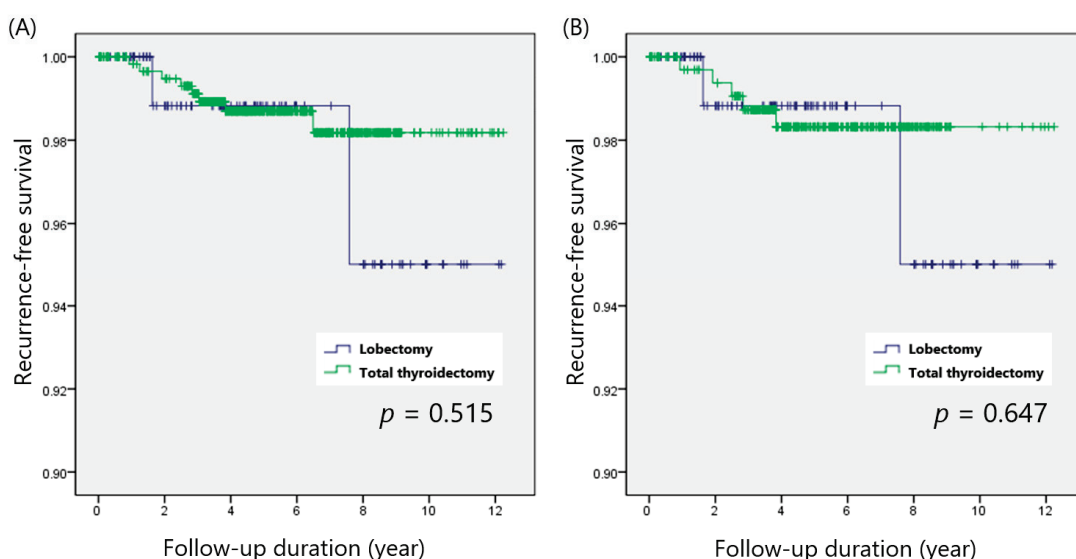 (A)
Recurrence-free survival
1.00
0.98
0.96
0.94
0.92
0.90
Lobectomy
Total thyroidectomy
p = 0.515
0 2 4 6 8 10 12
Follow-up duration (year)
(B)
Recurrence-free survival
1.00
0.98
0.96
0.94
0.92
0.90
Lobectomy
Total thyroidectomy
p = 0.647
0 2 4 6 8 10 12
Follow-up duration (year)